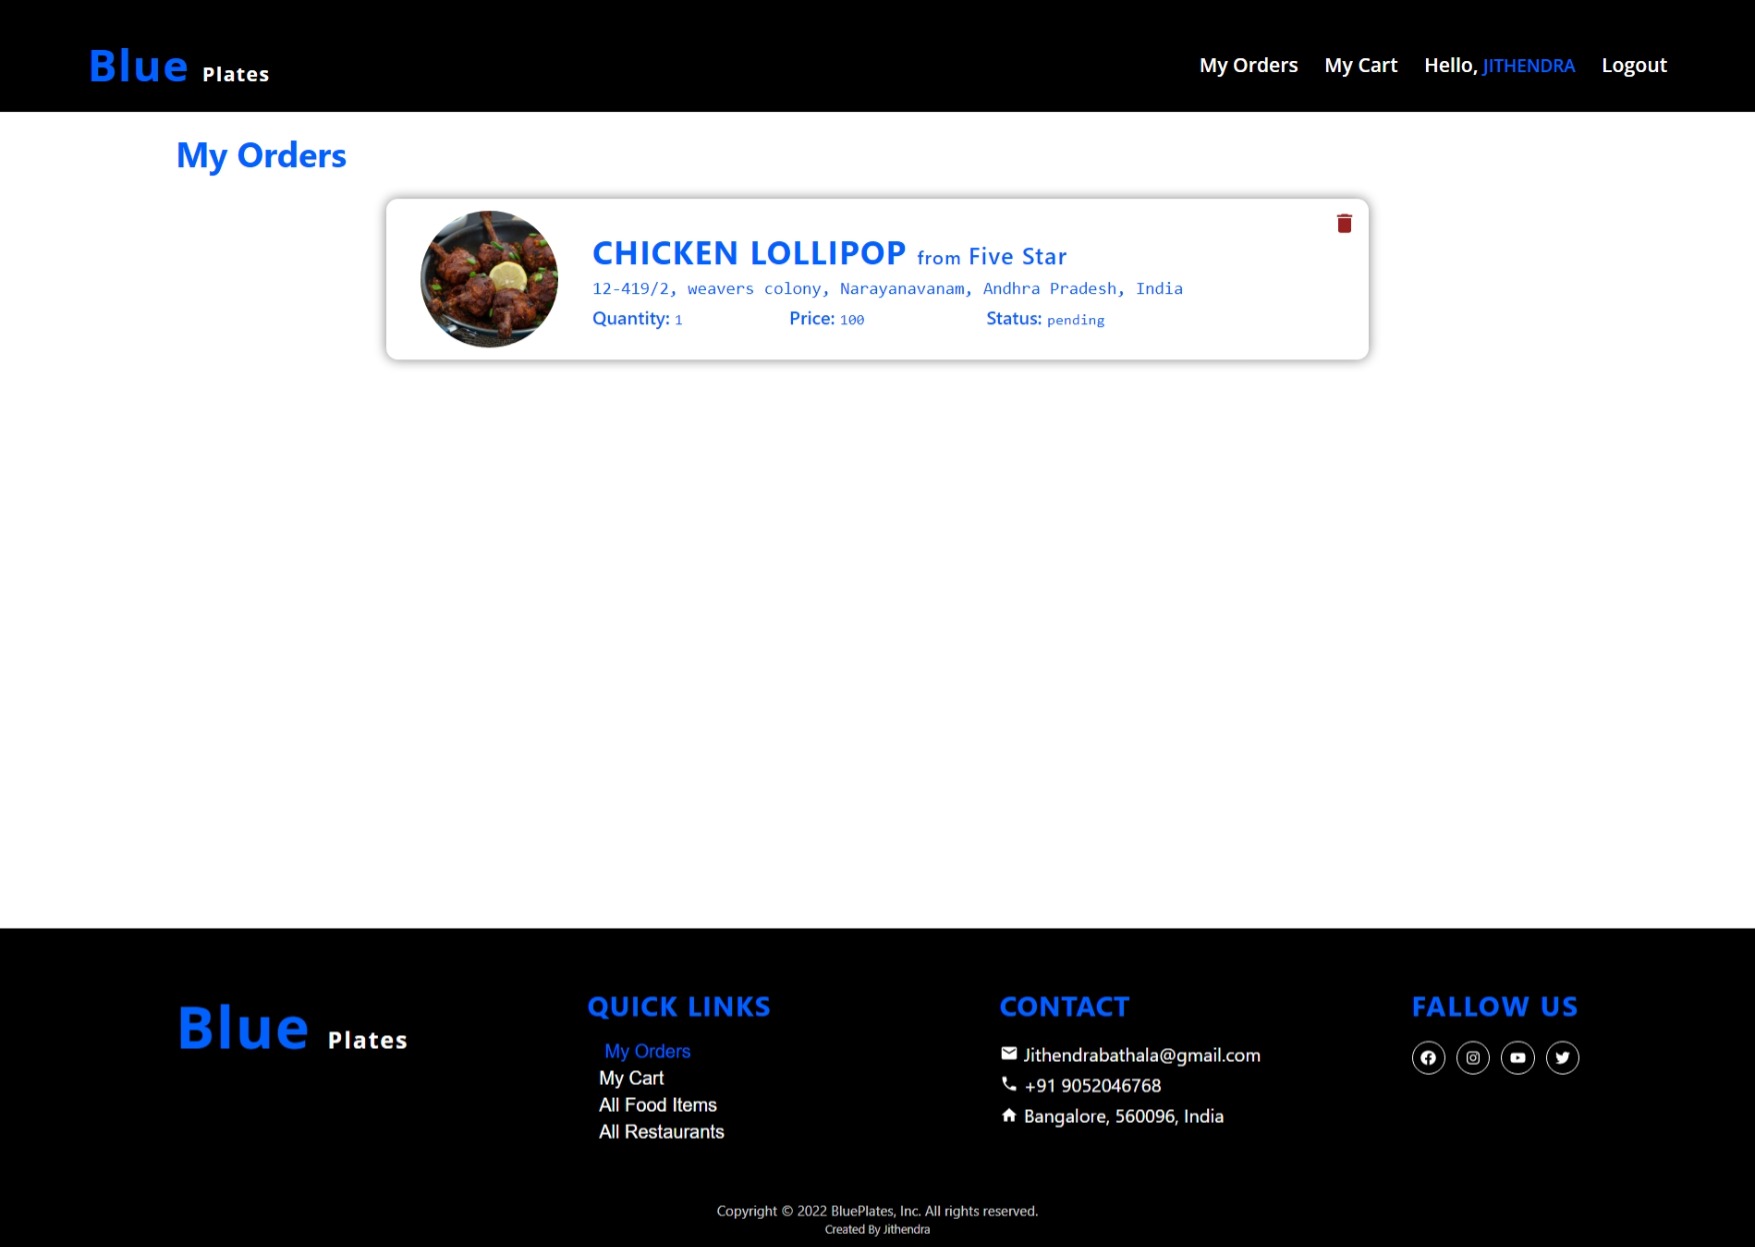 Blue Plates
My Orders My Cart Hello, JITHENDRA Logout
My Orders
CHICKEN LOLLIPOP from Five Star
12-419/2, weavers colony, Narayanavanam, Andhra Pradesh, India
Quantity: 1 Price: 100 Status: pending
Blue Plates
QUICK LINKS
My Orders
My Cart
All Food Items
All Restaurants
CONTACT
Jithendrabathala@gmail.com
+91 9052046768
Bangalore, 560096, India
FALLOW US
Copyright © 2022 BluePlates, Inc. All rights reserved.
Created By Jithendra